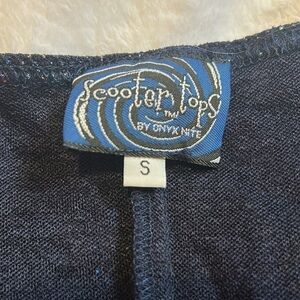 scooter tops
TM
BY ONYX NITE
S